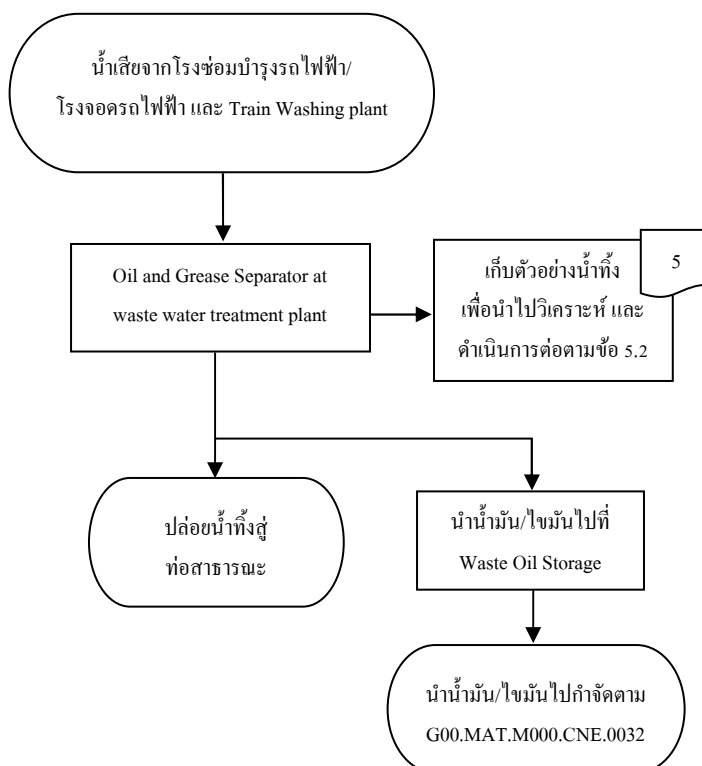 น้ำเสียจากโรงซ่อมบำรุงรถไฟฟ้า/
โรงจอดรถไฟฟ้า และ Train Washing plant
Oil and Grease Separator at
waste water treatment plant
5
เก็บตัวอย่างน้ำทิ้ง
เพื่อนำไปวิเคราะห์ และ
ดำเนินการต่อตามข้อ 5.2
ปล่อยน้ำทิ้งสู่
ท่อสาธารณะ
นำน้ำมัน/ไขมันไปที่
Waste Oil Storage
นำน้ำมัน/ไขมันไปกำจัดตาม
G00.MAT.M000.CNE.0032